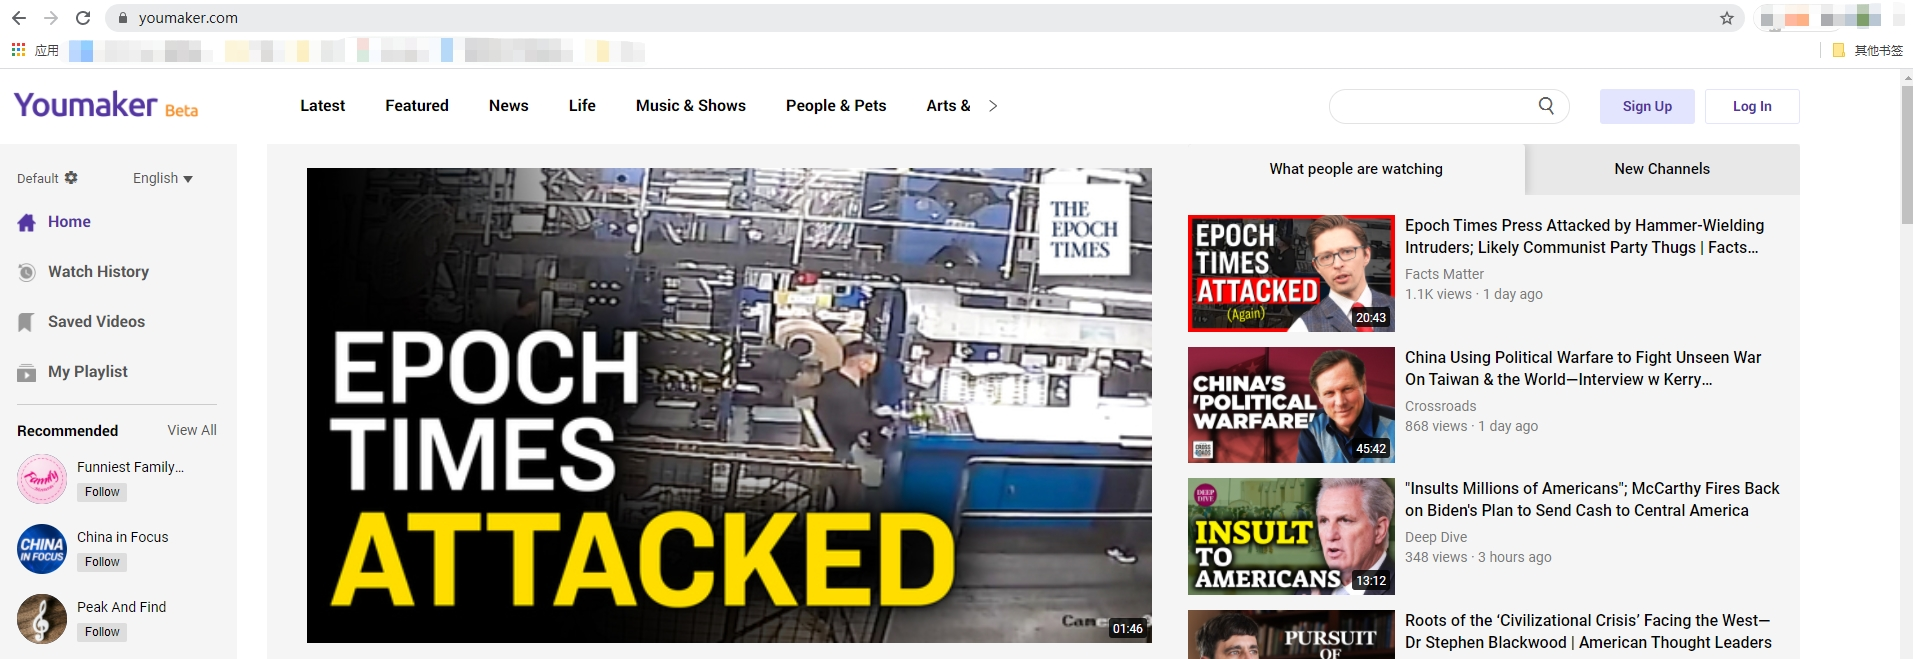 youmaker.com
应用
其他书签
Youmaker Beta
Latest Featured News Life Music & Shows People & Pets Arts &
Sign Up Log In
Default English
Home
Watch History
Saved Videos
My Playlist
Recommended View All
Funniest Family...
Follow
China in Focus
Follow
Peak And Find
Follow
Family
CHINA
IN FOCUS
THE
EPOCH
TIMES
EPOCH
TIMES
ATTACKED
01:46
What people are watching New Channels
EPOCH
TIMES
ATTACKED
(Again)
20:43
Epoch Times Press Attacked by Hammer-Wielding
Intruders; Likely Communist Party Thugs | Facts...
Facts Matter
1.1K views · 1 day ago
CHINA'S
'POLITICAL
WARFARE'
CROSS
ROADS
45:42
China Using Political Warfare to Fight Unseen War
On Taiwan & the World—Interview w Kerry...
Crossroads
868 views · 1 day ago
DEEP
DIVE
INSULT
TO
AMERICANS
13:12
"Insults Millions of Americans"; McCarthy Fires Back
on Biden's Plan to Send Cash to Central America
Deep Dive
348 views · 3 hours ago
PURSUIT
OF
Roots of the ‘Civilizational Crisis’ Facing the West—
Dr Stephen Blackwood | American Thought Leaders